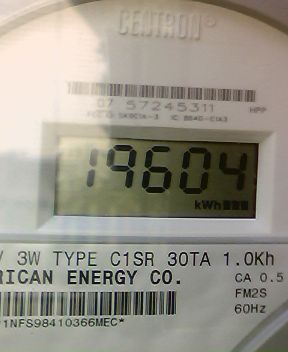 CENTRON®
07 57245311 HPP
19604
kWh
V 3W TYPE C1SR 30TA 1.0Kh
RICAN ENERGY CO. CA 0.5
FM2S
60Hz
1NFS98410366MEC*